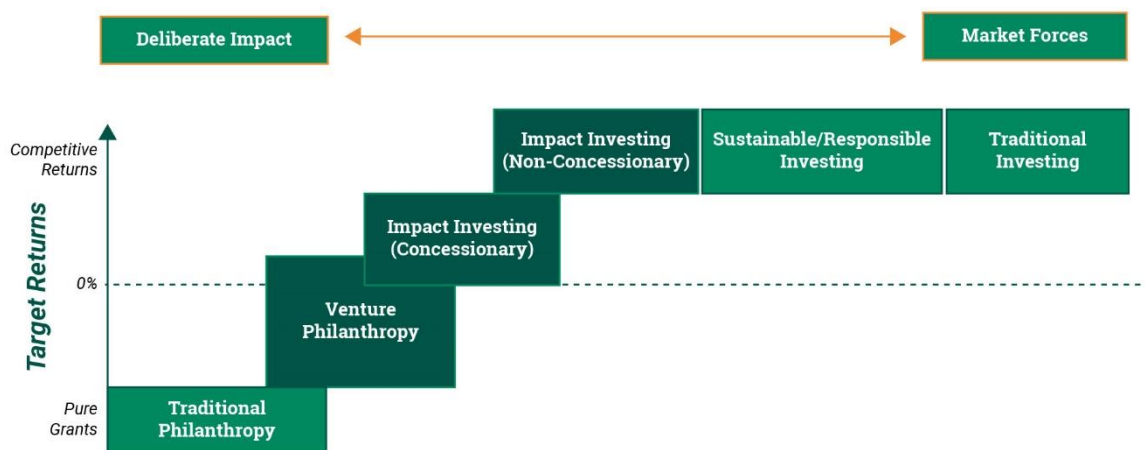 Deliberate Impact
Market Forces
Competitive
Returns
Target Returns
0%
Pure
Grants
Impact Investing
(Non-Concessionary)
Sustainable/Responsible
Investing
Traditional
Investing
Impact Investing
(Concessionary)
Venture
Philanthropy
Traditional
Philanthropy